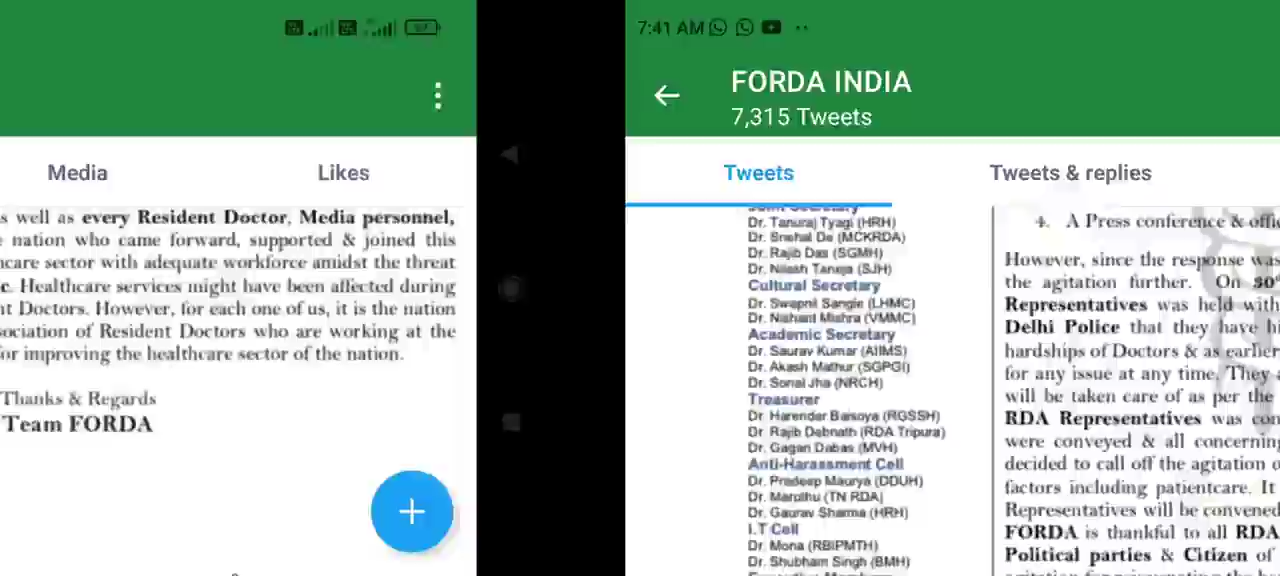 Media Likes
s well as every Resident Doctor, Media personnel,
nation who came forward, supported & joined this
hcare sector with adequate workforce amidst the threat
c. Healthcare services might have been affected during
nt Doctors. However, for each one of us, it is the nation
sociation of Resident Doctors who are working at the
for improving the healthcare sector of the nation.
Thanks & Regards
Team FORDA
7:41 AM
FORDA INDIA
7,315 Tweets
Tweets Tweets & replies
Joint Secretary
Dr. Tanuraj Tyagi (HRH)
Dr. Snehal De (MCKRDA)
Dr. Rajib Das (SGMH)
Dr. Nilesh Taneja (SJH)
Cultural Secretary
Dr. Swapnil Sangle (LHMC)
Dr. Nishant Mishra (VMMC)
Academic Secretary
Dr. Saurav Kumar (AIIMS)
Dr. Akash Mathur (SGPGI)
Dr. Sonal Jha (NRCH)
Treasurer
Dr. Harender Baisoya (RGSSH)
Dr. Rajib Debnath (RDA Tripura)
Dr. Gagan Dabas (MVH)
Anti-Harassment Cell
Dr. Pradeep Maurya (DDUH)
Dr. (TN RDA)
Dr. Gaurav Sharma (HRH)
I.T Cell
Dr. Mona (RBIPMTH)
Dr. Shubham Singh (BMH)
4. A Press conference & offic
However, since the response was
the agitation further. On 30
Representatives was held with
Delhi Police that they have hi
hardships of Doctors & as earlier
for any issue at any time. They a
will be taken care of as per the
RDA Representatives was con
were conveyed & all concerning
decided to call off the agitation o
factors including patientcare. It
Representatives will be convened
FORDA is thankful to all RDA
Political parties & Citizen of